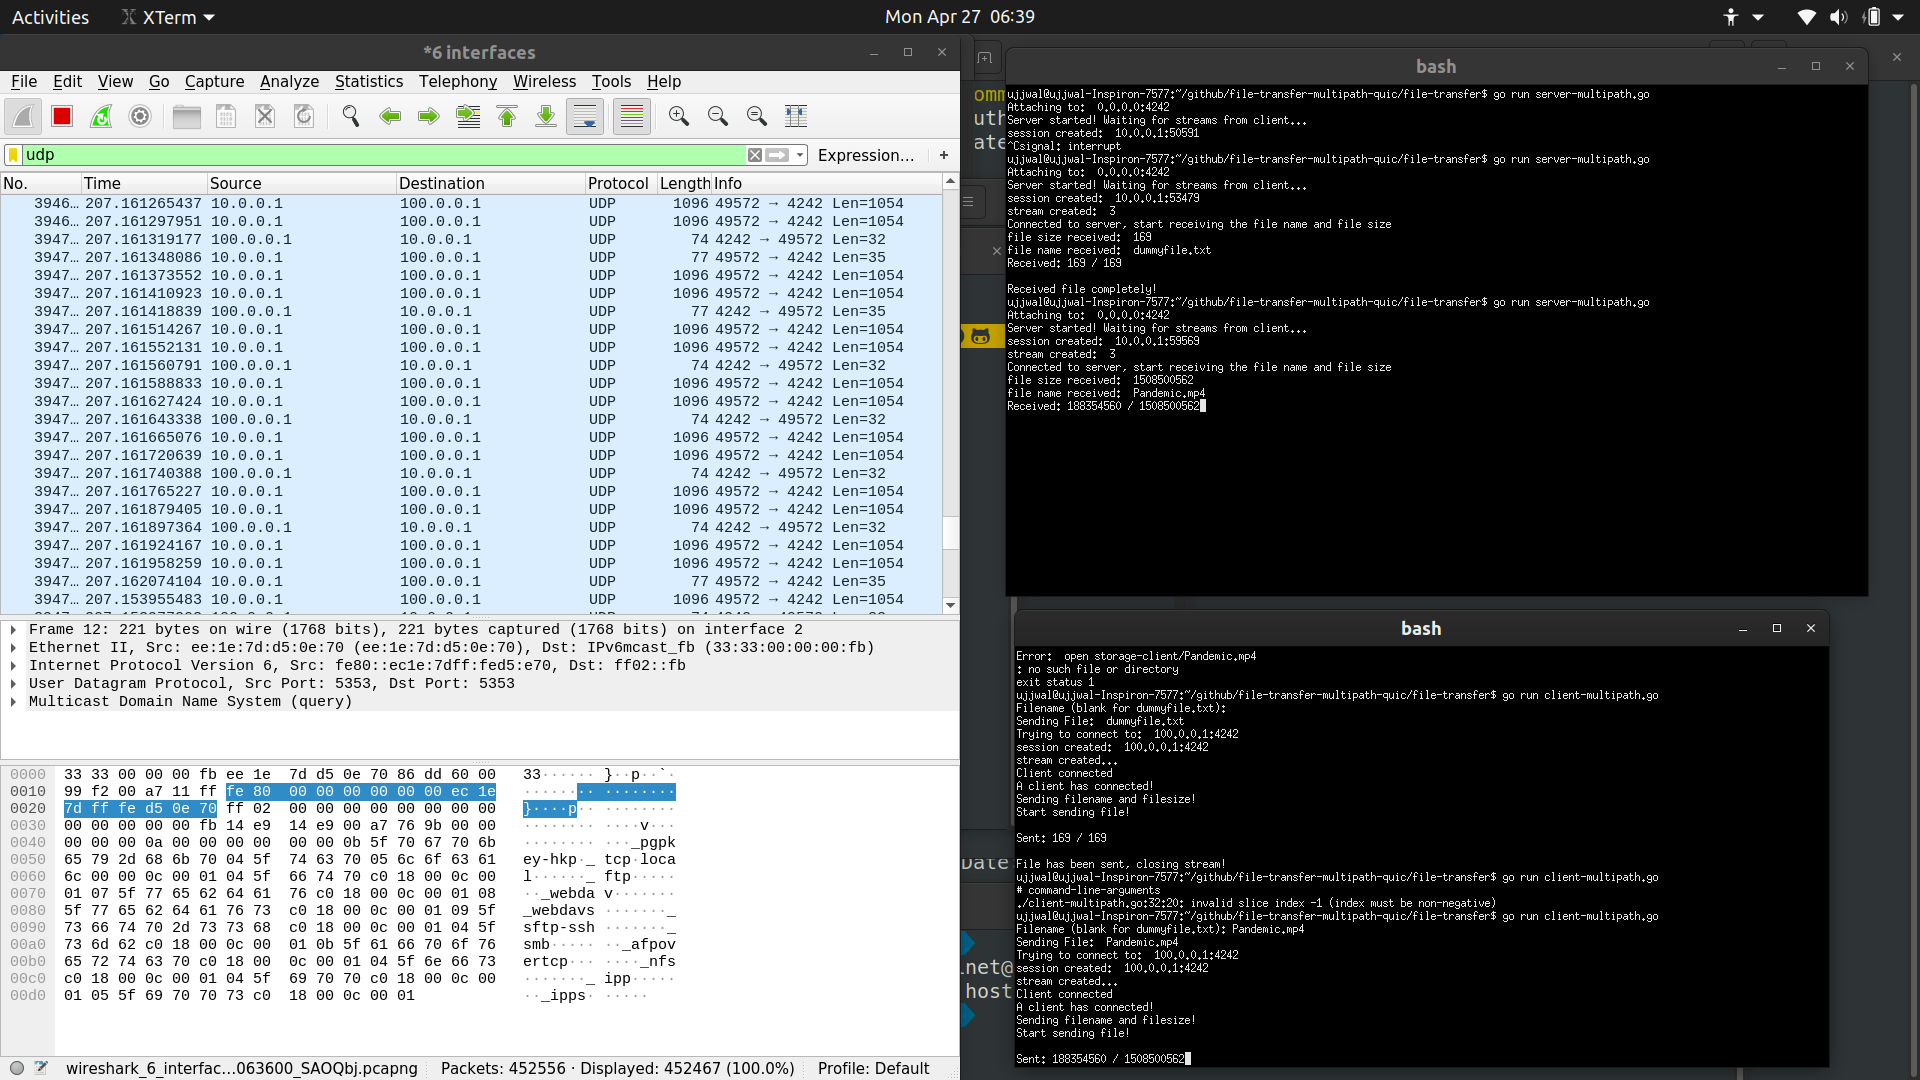 Activities
XTerm
Mon Apr 27 06:39
*6 interfaces
File Edit View Go Capture Analyze Statistics Telephony Wireless Tools Help
udp
Expression…
+
No. Time Source Destination Protocol Length Info
3946… 207.161265437 10.0.0.1 100.0.0.1 UDP 1096 49572 → 4242 Len=1054
3946… 207.161297951 10.0.0.1 100.0.0.1 UDP 1096 49572 → 4242 Len=1054
3947… 207.161319177 100.0.0.1 10.0.0.1 UDP 74 4242 → 49572 Len=32
3947… 207.161348086 10.0.0.1 100.0.0.1 UDP 77 49572 → 4242 Len=35
3947… 207.161373552 10.0.0.1 100.0.0.1 UDP 1096 49572 → 4242 Len=1054
3947… 207.161410923 10.0.0.1 100.0.0.1 UDP 1096 49572 → 4242 Len=1054
3947… 207.161418839 100.0.0.1 10.0.0.1 UDP 77 4242 → 49572 Len=35
3947… 207.161514267 10.0.0.1 100.0.0.1 UDP 1096 49572 → 4242 Len=1054
3947… 207.161552131 10.0.0.1 100.0.0.1 UDP 1096 49572 → 4242 Len=1054
3947… 207.161560791 100.0.0.1 10.0.0.1 UDP 74 4242 → 49572 Len=32
3947… 207.161588833 10.0.0.1 100.0.0.1 UDP 1096 49572 → 4242 Len=1054
3947… 207.161627424 10.0.0.1 100.0.0.1 UDP 1096 49572 → 4242 Len=1054
3947… 207.161643338 100.0.0.1 10.0.0.1 UDP 74 4242 → 49572 Len=32
3947… 207.161665076 10.0.0.1 100.0.0.1 UDP 1096 49572 → 4242 Len=1054
3947… 207.161720639 10.0.0.1 100.0.0.1 UDP 1096 49572 → 4242 Len=1054
3947… 207.161740388 100.0.0.1 10.0.0.1 UDP 74 4242 → 49572 Len=32
3947… 207.161765227 10.0.0.1 100.0.0.1 UDP 1096 49572 → 4242 Len=1054
3947… 207.161879405 10.0.0.1 100.0.0.1 UDP 1096 49572 → 4242 Len=1054
3947… 207.161897364 100.0.0.1 10.0.0.1 UDP 74 4242 → 49572 Len=32
3947… 207.161924167 10.0.0.1 100.0.0.1 UDP 1096 49572 → 4242 Len=1054
3947… 207.161958259 10.0.0.1 100.0.0.1 UDP 1096 49572 → 4242 Len=1054
3947… 207.162074104 10.0.0.1 100.0.0.1 UDP 77 49572 → 4242 Len=35
3947… 207.153955483 10.0.0.1 100.0.0.1 UDP 1096 49572 → 4242 Len=1054
Frame 12: 221 bytes on wire (1768 bits), 221 bytes captured (1768 bits) on interface 2
Ethernet II, Src: ee:1e:7d:d5:0e:70 (ee:1e:7d:d5:0e:70), Dst: IPv6mcast_fb (33:33:00:00:00:fb)
Internet Protocol Version 6, Src: fe80::ec1e:7dff:fed5:e70, Dst: ff02::fb
User Datagram Protocol, Src Port: 5353, Dst Port: 5353
Multicast Domain Name System (query)
0000 33 33 00 00 00 fb ee 1e 7d d5 0e 70 86 dd 60 00 33······ }··p··`·
0010 99 f2 00 a7 11 ff fe 80 00 00 00 00 00 00 ec 1e ········ ········
0020 7d ff fe d5 0e 70 ff 02 00 00 00 00 00 00 00 00 }····p·· ········
0030 00 00 00 00 00 fb 14 e9 14 e9 00 a7 76 9b 00 00 ········ ····v···
0040 00 00 00 0a 00 00 00 00 00 00 0b 5f 70 67 70 6b ········ ···_pgpk
0050 65 79 2d 68 6b 70 04 5f 74 63 70 05 6c 6f 63 61 ey-hkp·_ tcp·loca
0060 6c 00 00 0c 00 01 04 5f 66 74 70 c0 18 00 0c 00 l······_ ftp·····
0070 01 07 5f 77 65 62 64 61 76 c0 18 00 0c 00 01 08 ··_webda v·······
0080 5f 77 65 62 64 61 76 73 c0 18 00 0c 00 01 09 5f _webdavs ·······_
0090 73 66 74 70 2d 73 73 68 c0 18 00 0c 00 01 04 5f sftp-ssh ·······_
00a0 73 6d 62 c0 18 00 0c 00 01 0b 5f 61 66 70 6f 76 smb····· ··_afpov
00b0 65 72 74 63 70 c0 18 00 0c 00 01 04 5f 6e 66 73 ertcp··· ····_nfs
00c0 c0 18 00 0c 00 01 04 5f 69 70 70 c0 18 00 0c 00 ·······_ ipp·····
00d0 01 05 5f 69 70 70 73 c0 18 00 0c 00 01 ··_ipps· ·····
wireshark_6_interfac…063600_SAOQbj.pcapng
Packets: 452556 · Displayed: 452467 (100.0%)
Profile: Default
bash
ujjwal@ujjwal-Inspiron-7577:~/github/file-transfer-multipath-quic/file-transfer$ go run server-multipath.go
Attaching to: 0.0.0.0:4242
Server started! Waiting for streams from client...
session created: 10.0.0.1:50591
^Csignal: interrupt
ujjwal@ujjwal-Inspiron-7577:~/github/file-transfer-multipath-quic/file-transfer$ go run server-multipath.go
Attaching to: 0.0.0.0:4242
Server started! Waiting for streams from client...
session created: 10.0.0.1:53479
stream created: 3
Connected to server, start receiving the file name and file size
file size received: 169
file name received: dummyfile.txt
Received: 169 / 169
Received file completely!
ujjwal@ujjwal-Inspiron-7577:~/github/file-transfer-multipath-quic/file-transfer$ go run server-multipath.go
Attaching to: 0.0.0.0:4242
Server started! Waiting for streams from client...
session created: 10.0.0.1:59569
stream created: 3
Connected to server, start receiving the file name and file size
file size received: 1508500562
file name received: Pandemic.mp4
Received: 188354560 / 1508500562
bash
Error: open storage-client/Pandemic.mp4
: no such file or directory
exit status 1
ujjwal@ujjwal-Inspiron-7577:~/github/file-transfer-multipath-quic/file-transfer$ go run client-multipath.go
Filename (blank for dummyfile.txt):
Sending File: dummyfile.txt
Trying to connect to: 100.0.0.1:4242
session created: 100.0.0.1:4242
stream created...
Client connected
A client has connected!
Sending filename and filesize!
Start sending file!
Sent: 169 / 169
File has been sent, closing stream!
ujjwal@ujjwal-Inspiron-7577:~/github/file-transfer-multipath-quic/file-transfer$ go run client-multipath.go
# command-line-arguments
./client-multipath.go:32:20: invalid slice index -1 (index must be non-negative)
ujjwal@ujjwal-Inspiron-7577:~/github/file-transfer-multipath-quic/file-transfer$ go run client-multipath.go
Filename (blank for dummyfile.txt): Pandemic.mp4
Sending File: Pandemic.mp4
Trying to connect to: 100.0.0.1:4242
session created: 100.0.0.1:4242
stream created...
Client connected
A client has connected!
Sending filename and filesize!
Start sending file!
Sent: 188354560 / 1508500562
omm
uth
ate
Date
inet@
host